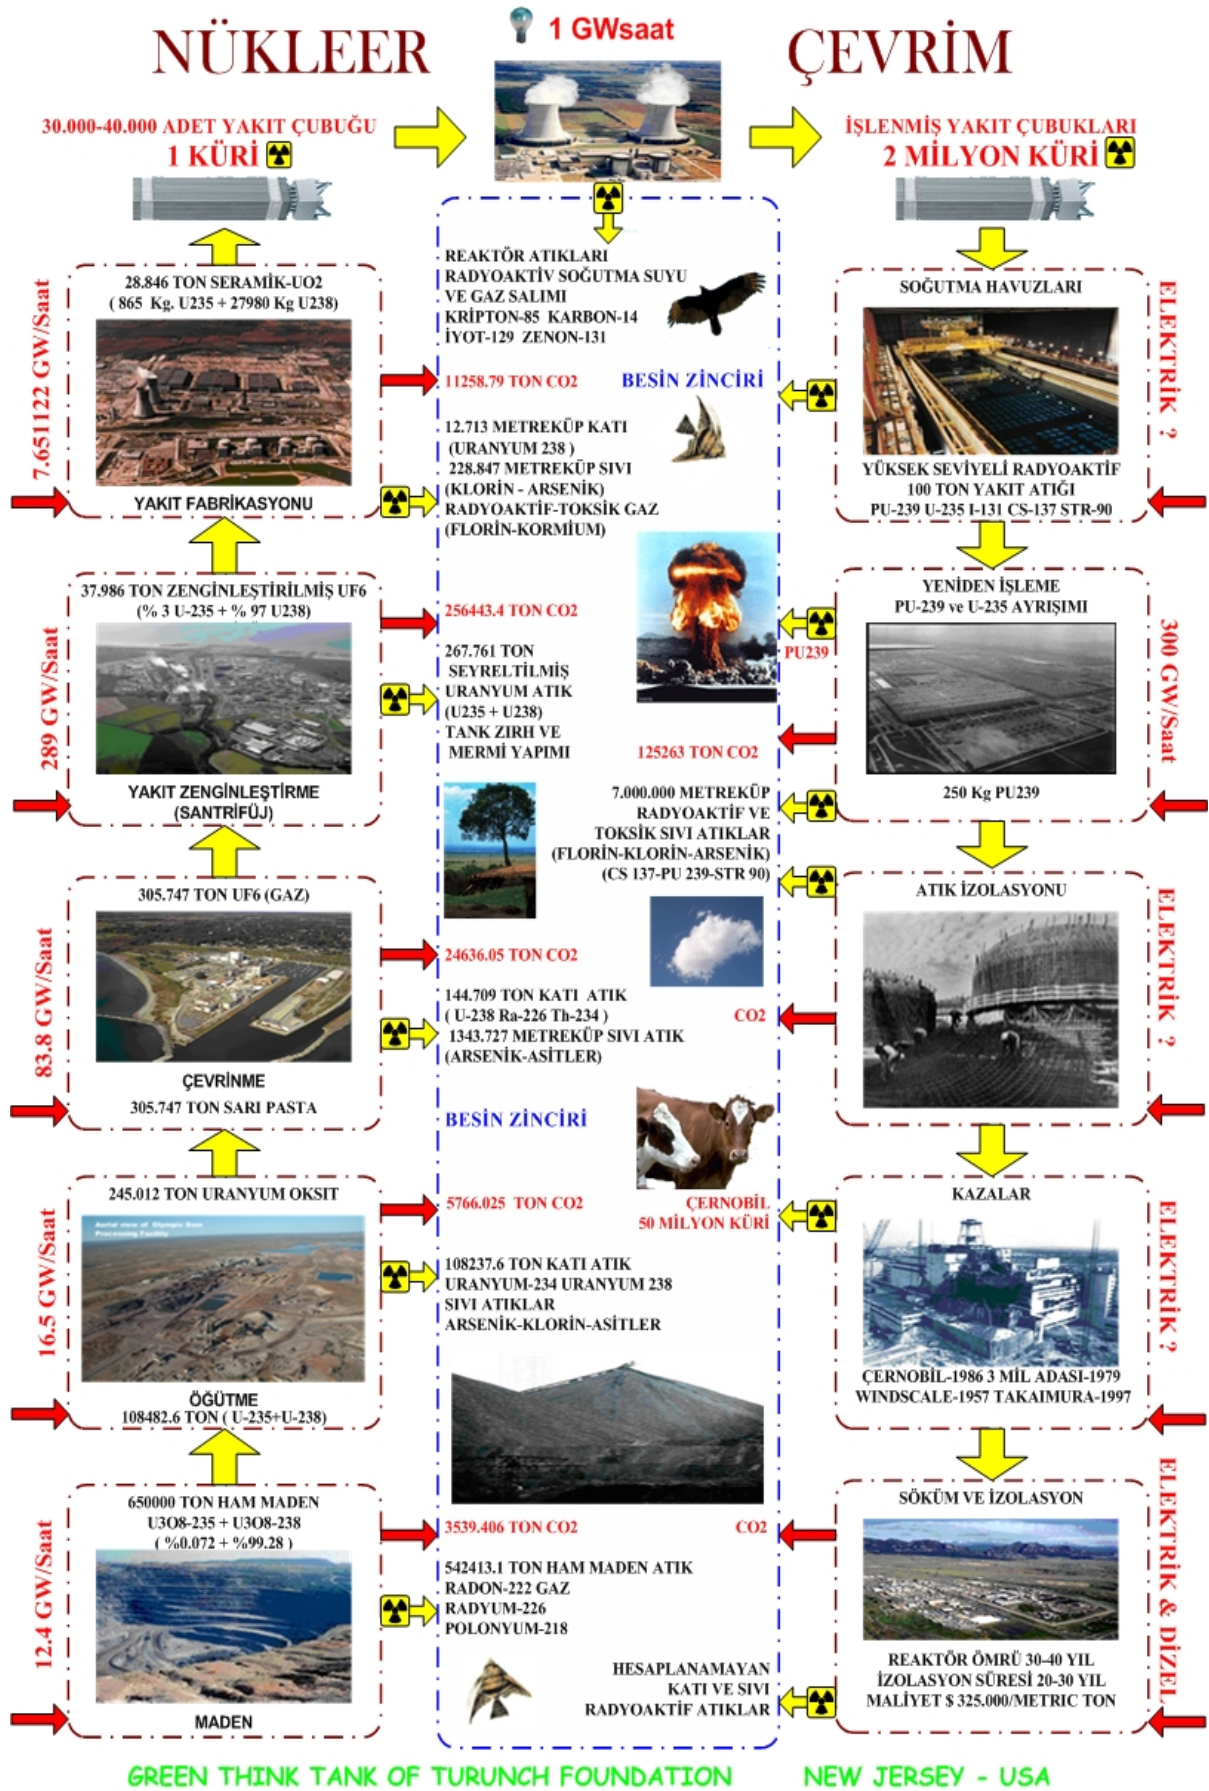 NÜKLEER
1 GWsaat
ÇEVRİM
30.000-40.000 ADET YAKIT ÇUBUĞU
1 KÜRİ
İŞLENMİŞ YAKIT ÇUBUKLARI
2 MİLYON KÜRİ
7.651122 GW/Saat
28.846 TON SERAMİK-UO2
( 865 Kg. U235 + 27980 Kg U238)
YAKIT FABRİKASYONU
289 GW/Saat
37.986 TON ZENGİNLEŞTİRİLMİŞ UF6
(% 3 U-235 + % 97 U238)
YAKIT ZENGİNLEŞTİRME
(SANTRİFÜJ)
83.8 GW/Saat
305.747 TON UF6 (GAZ)
ÇEVRİNME
305.747 TON SARI PASTA
16.5 GW/Saat
245.012 TON URANYUM OKSIT
Aerial view of Olympic Dam
Processing Facility
ÖĞÜTME
108482.6 TON ( U-235+U-238)
12.4 GW/Saat
650000 TON HAM MADEN
U3O8-235 + U3O8-238
( %0.072 + %99.28 )
MADEN
REAKTÖR ATIKLARI
RADYOAKTİV SOĞUTMA SUYU
VE GAZ SALIMI
KRİPTON-85 KARBON-14
İYOT-129 ZENON-131
11258.79 TON CO2
BESİN ZİNCİRİ
12.713 METREKÜP KATI
(URANYUM 238 )
228.847 METREKÜP SIVI
(KLORİN - ARSENİK)
RADYOAKTİF-TOKSİK GAZ
(FLORİN-KORMİUM)
256443.4 TON CO2
267.761 TON
SEYRELTİLMİŞ
URANYUM ATIK
(U235 + U238)
TANK ZIRH VE
MERMİ YAPIMI
PU239
125263 TON CO2
7.000.000 METREKÜP
RADYOAKTİF VE
TOKSİK SIVI ATIKLAR
(FLORİN-KLORİN-ARSENİK)
(CS 137-PU 239-STR 90)
24636.05 TON CO2
144.709 TON KATI ATIK
( U-238 Ra-226 Th-234 )
1343.727 METREKÜP SIVI ATIK
(ARSENİK-ASİTLER)
CO2
BESİN ZİNCİRİ
5766.025 TON CO2
ÇERNOBİL
50 MİLYON KÜRİ
108237.6 TON KATI ATIK
URANYUM-234 URANYUM 238
SIVI ATIKLAR
ARSENİK-KLORİN-ASİTLER
3539.406 TON CO2
CO2
542413.1 TON HAM MADEN ATIK
RADON-222 GAZ
RADYUM-226
POLONYUM-218
HESAPLANAMAYAN
KATI VE SIVI
RADYOAKTİF ATIKLAR
SOĞUTMA HAVUZLARI
YÜKSEK SEVİYELİ RADYOAKTİF
100 TON YAKIT ATIĞI
PU-239 U-235 I-131 CS-137 STR-90
ELEKTRİK ?
YENİDEN İŞLEME
PU-239 ve U-235 AYRIŞIMI
250 Kg PU239
300 GW/Saat
ATIK İZOLASYONU
ELEKTRİK ?
KAZALAR
ÇERNOBİL-1986 3 MİL ADASI-1979
WINDSCALE-1957 TAKAIMURA-1997
ELEKTRİK ?
SÖKÜM VE İZOLASYON
REAKTÖR ÖMRÜ 30-40 YIL
İZOLASYON SÜRESİ 20-30 YIL
MALİYET $ 325.000/METRIC TON
ELEKTRİK & DİZEL
GREEN THINK TANK OF TURUNCH FOUNDATION
NEW JERSEY - USA